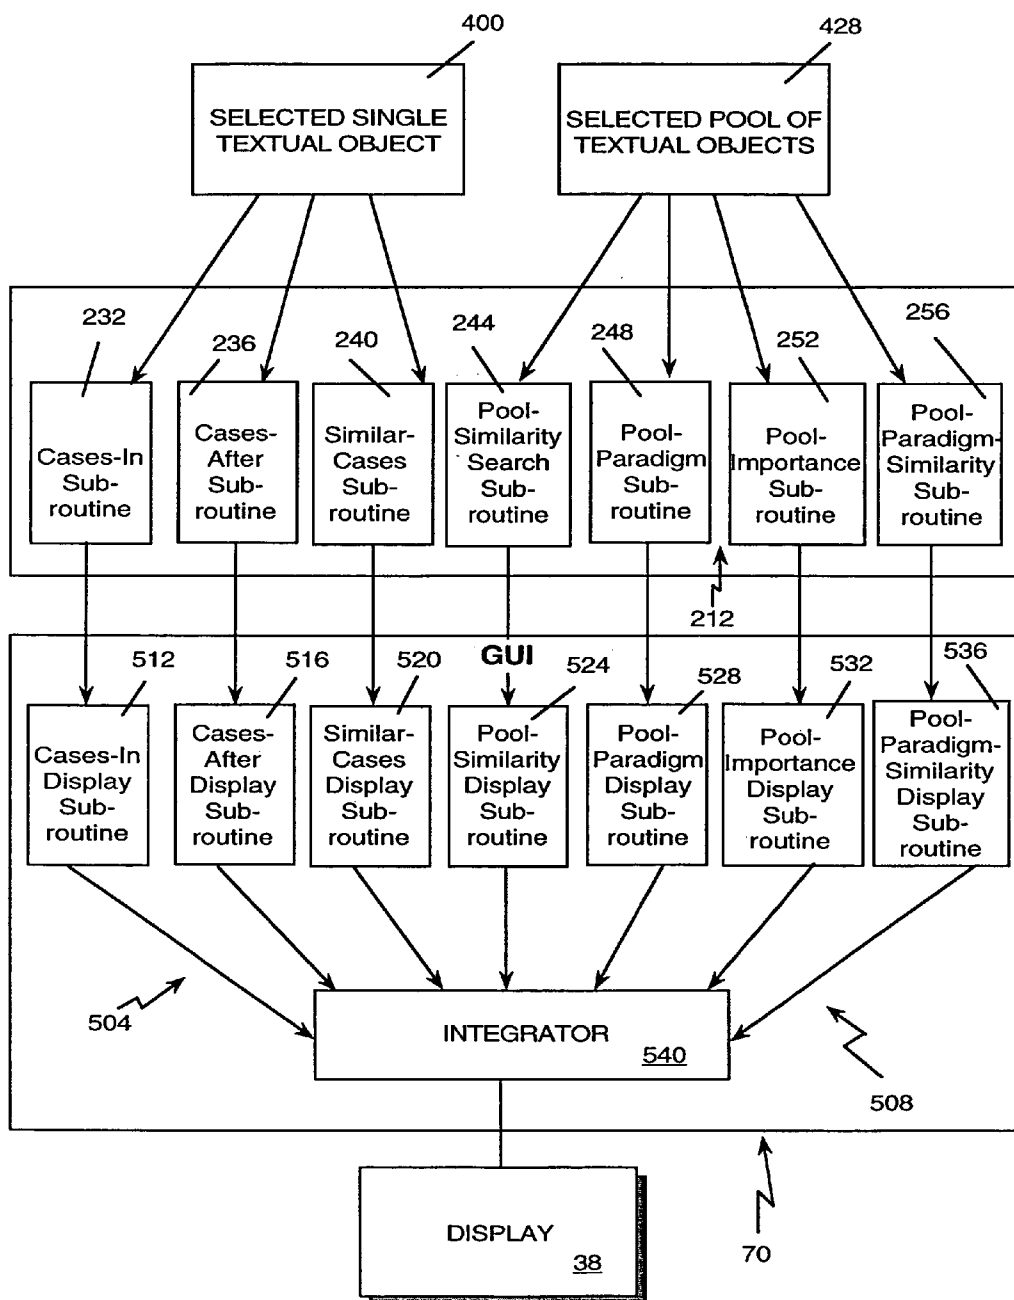 400
428
SELECTED SINGLE
TEXTUAL OBJECT
SELECTED POOL OF
TEXTUAL OBJECTS
232
236
240
244
248
252
256
Cases-In
Sub-
routine
Cases-
After
Sub-
routine
Similar-
Cases
Sub-
routine
Pool-
Similarity
Search
Sub-
routine
Pool-
Paradigm
Sub-
routine
Pool-
Importance
Sub-
routine
Pool-
Paradigm-
Similarity
Sub-
routine
212
GUI
512
516
520
524
528
532
536
Cases-In
Display
Sub-
routine
Cases-
After
Display
Sub-
routine
Similar-
Cases
Display
Sub-
routine
Pool-
Similarity
Display
Sub-
routine
Pool-
Paradigm
Display
Sub-
routine
Pool-
Importance
Display
Sub-
routine
Pool-
Paradigm-
Similarity
Display
Sub-
routine
504
INTEGRATOR
540
508
DISPLAY
38
70